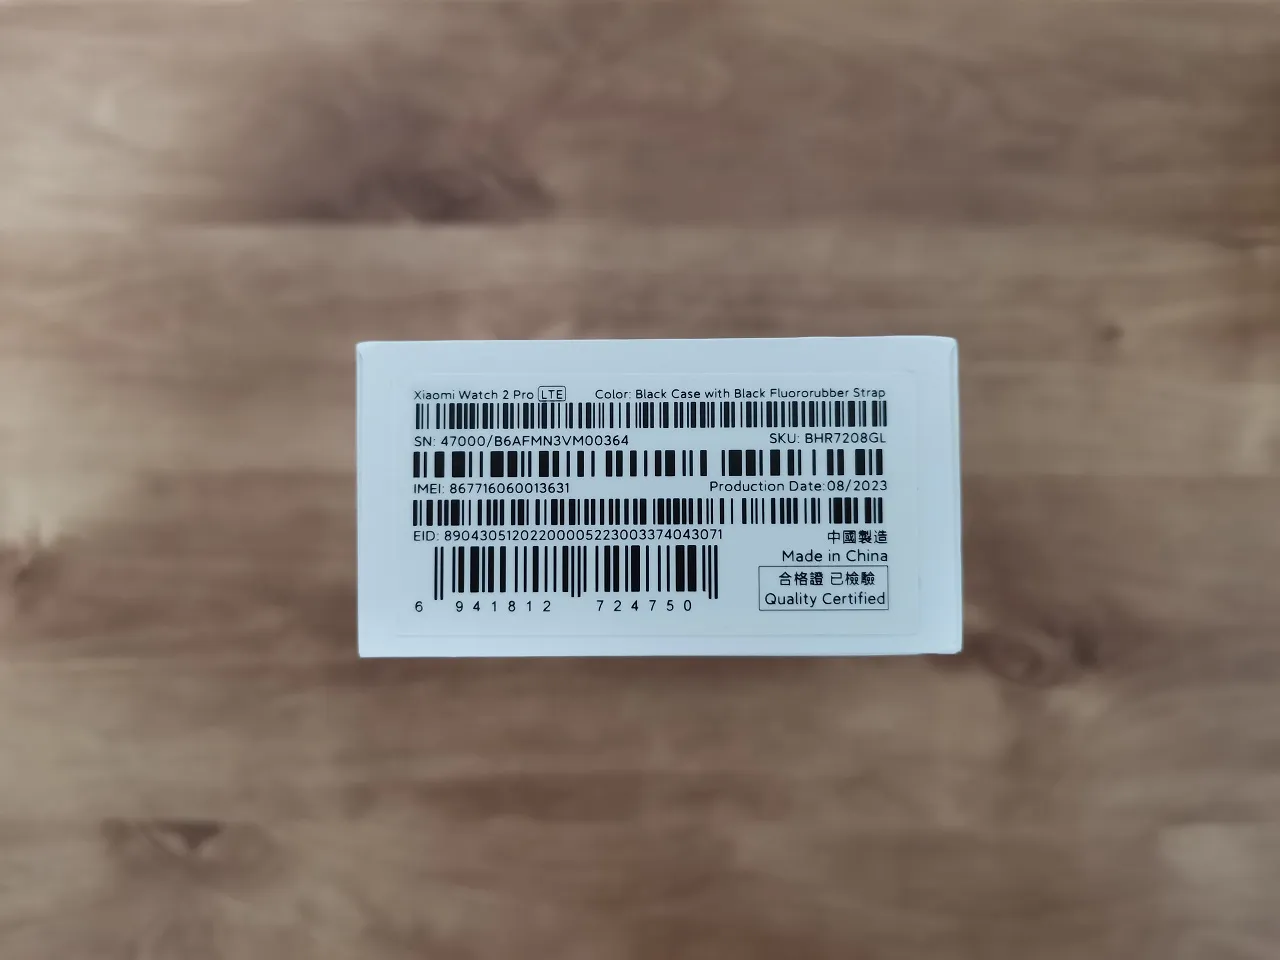 Xiaomi Watch 2 Pro LTE Color: Black Case with Black Fluororubber Strap
SN: 47000/B6AFMN3VM00364 SKU: BHR7208GL
IMEI: 867716060013631 Production Date:08/2023
EID: 89043051202200005223003374043071
中國製造
Made in China
合格證 已檢驗
Quality Certified
6 941812 724750